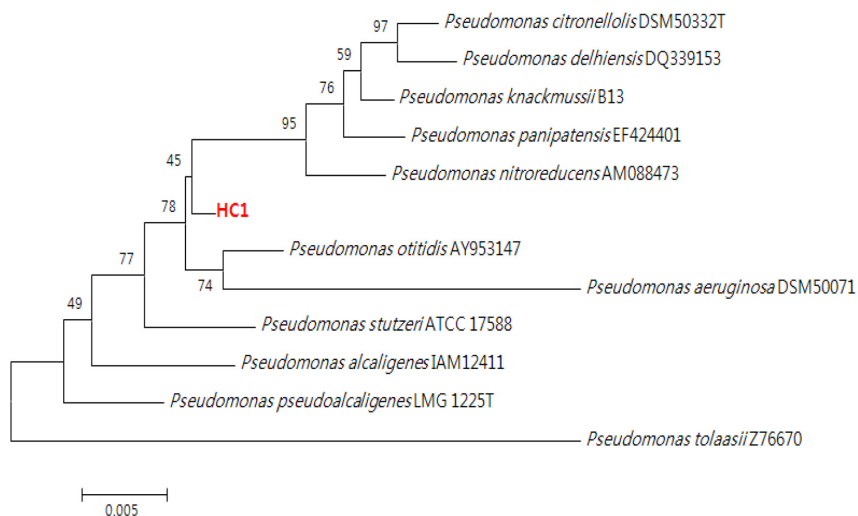 Pseudomonas citronellolis DSM50332T
97
Pseudomonas delhiensis DQ339153
59
Pseudomonas knackmussii B13
76
Pseudomonas panipatensis EF424401
95
Pseudomonas nitroreducens AM088473
45
HC1
78
Pseudomonas otitidis AY953147
74
Pseudomonas aeruginosa DSM50071
77
Pseudomonas stutzeri ATCC 17588
49
Pseudomonas alcaligenes IAM12411
Pseudomonas pseudoalcaligenes LMG 1225T
Pseudomonas tolaasii Z76670
0.005